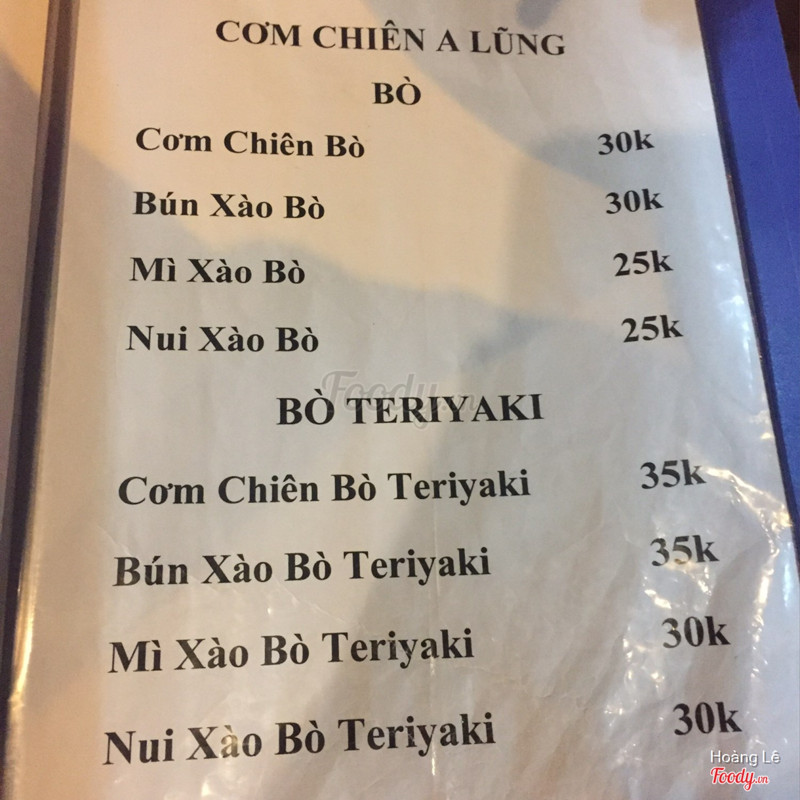 CƠM CHIÊN A LŨNG
BÒ
Cơm Chiên Bò 30k
Bún Xào Bò 30k
Mì Xào Bò 25k
Nui Xào Bò 25k
Foody.vn
BÒ TERIYAKI
Cơm Chiên Bò Teriyaki 35k
Bún Xào Bò Teriyaki 35k
Mì Xào Bò Teriyaki 30k
Nui Xào Bò Teriyaki 30k
Hoàng Lê
Foody.vn